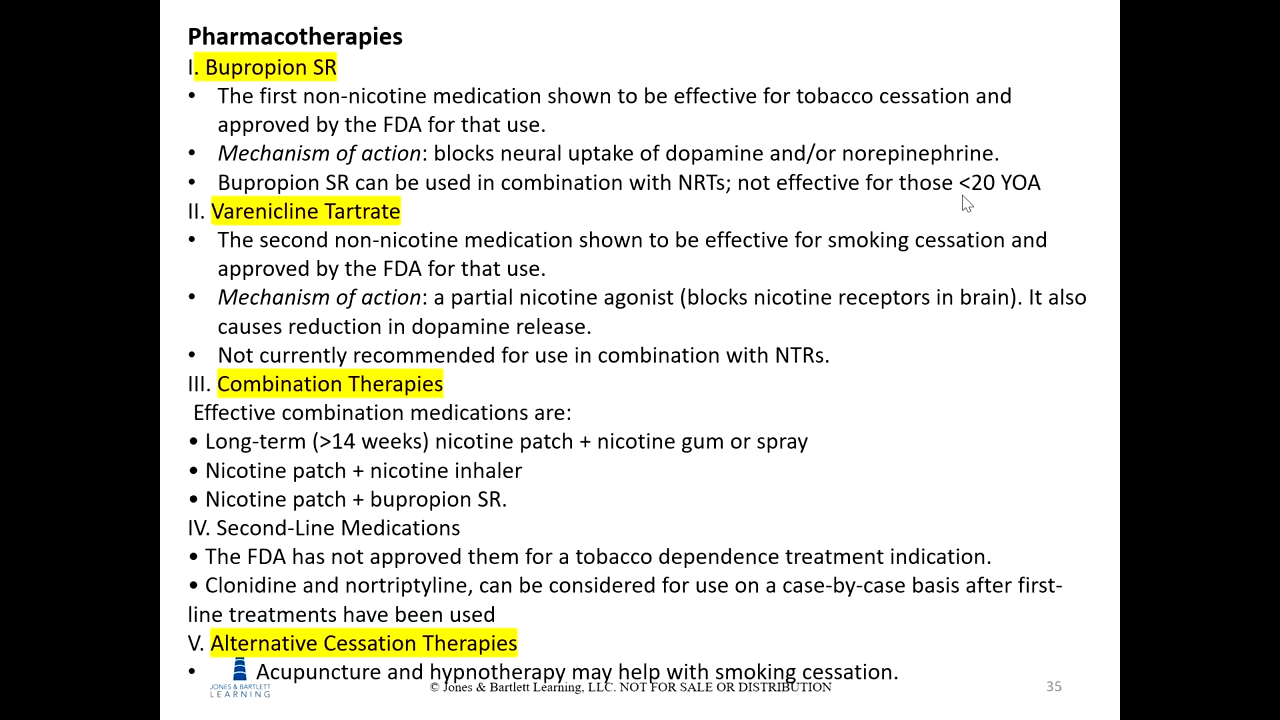 Pharmacotherapies
I. Bupropion SR
• The first non-nicotine medication shown to be effective for tobacco cessation and
approved by the FDA for that use.
• Mechanism of action: blocks neural uptake of dopamine and/or norepinephrine.
• Bupropion SR can be used in combination with NRTs; not effective for those <20 YOA
II. Varenicline Tartrate
• The second non-nicotine medication shown to be effective for smoking cessation and
approved by the FDA for that use.
• Mechanism of action: a partial nicotine agonist (blocks nicotine receptors in brain). It also
causes reduction in dopamine release.
• Not currently recommended for use in combination with NTRs.
III. Combination Therapies
Effective combination medications are:
• Long-term (>14 weeks) nicotine patch + nicotine gum or spray
• Nicotine patch + nicotine inhaler
• Nicotine patch + bupropion SR.
IV. Second-Line Medications
• The FDA has not approved them for a tobacco dependence treatment indication.
• Clonidine and nortriptyline, can be considered for use on a case-by-case basis after first-
line treatments have been used
V. Alternative Cessation Therapies
• Acupuncture and hypnotherapy may help with smoking cessation.
JONES & BARTLETT
LEARNING
© Jones & Bartlett Learning, LLC. NOT FOR SALE OR DISTRIBUTION
35